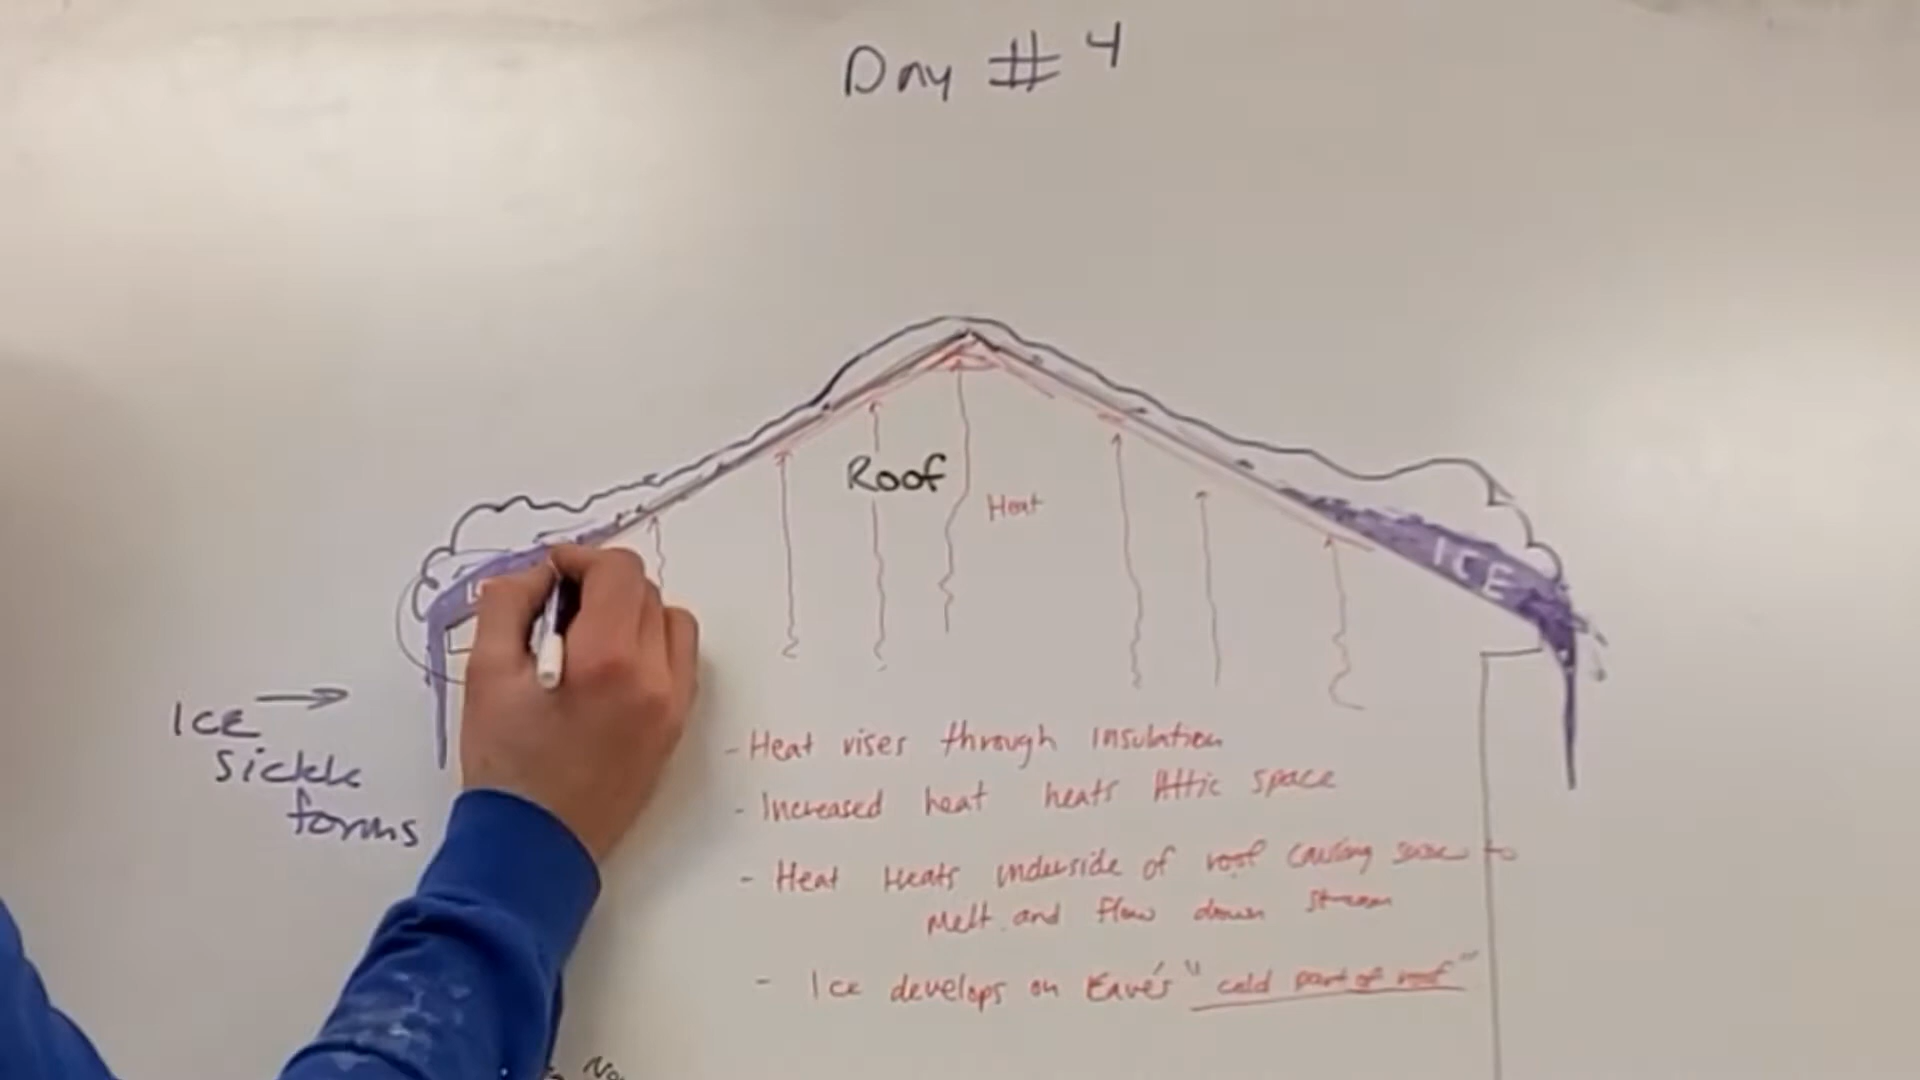 Day # 4
Roof
Heat
ICE
Ice
sickle
forms
- Heat rises through Insulation
- Increased heat heats Attic space
- Heat Heats underside of roof causing snow to
Melt and flow down stream
- Ice develops on Eave's "cold part of roof"